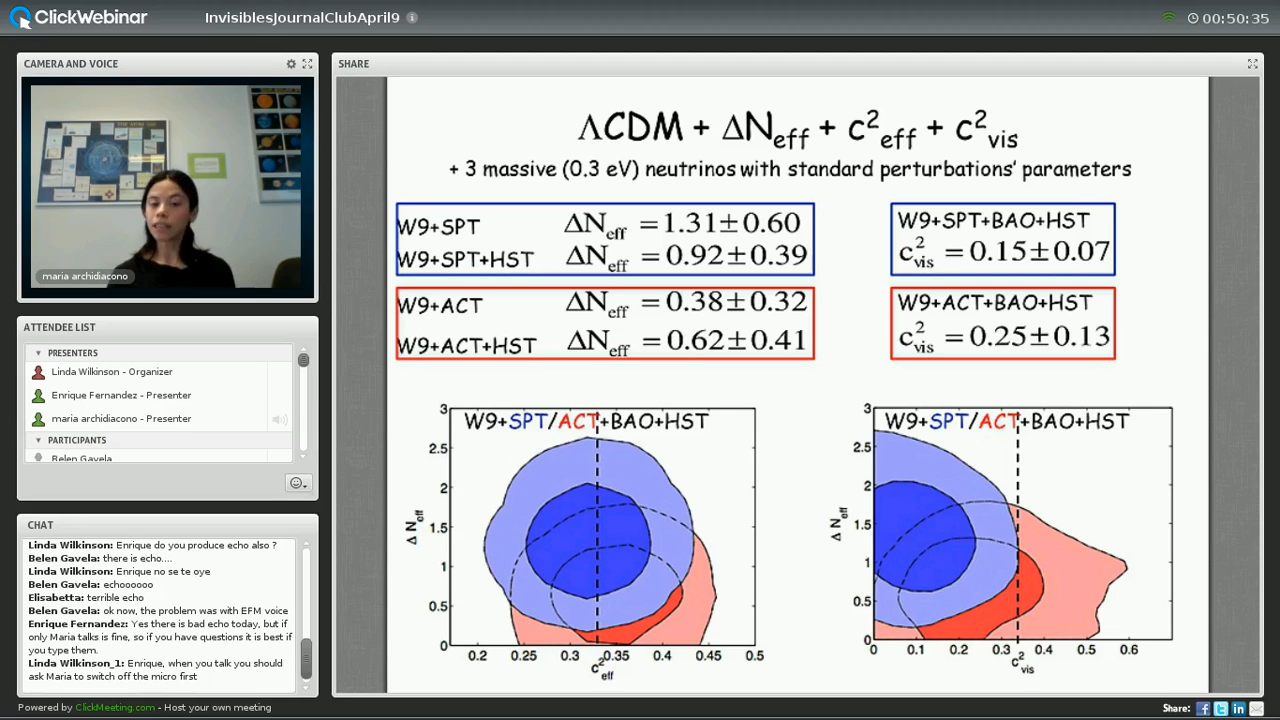 ClickWebinar
InvisiblesJournalClubApril9
00:50:35
CAMERA AND VOICE
maria archidiacono
ATTENDEE LIST
PRESENTERS
Linda Wilkinson - Organizer
Enrique Fernandez - Presenter
maria archidiacono - Presenter
PARTICIPANTS
Belen Gavela
CHAT
Linda Wilkinson: Enrique do you produce echo also ?
Belen Gavela: there is echo....
Linda Wilkinson: Enrique no se te oye
Belen Gavela: echoooooo
Elisabetta: terrible echo
Belen Gavela: ok now, the problem was with EFM voice
Enrique Fernandez: Yes there is bad echo today, but if
only Maria talks is fine, so if you have questions it is best if
you type them.
Linda Wilkinson_1: Enrique, when you talk you should
ask Maria to switch off the micro first
SHARE
ΛCDM + ΔNeff + c²eff + c²vis
+ 3 massive (0.3 eV) neutrinos with standard perturbations' parameters
W9+SPT ΔNeff = 1.31±0.60
W9+SPT+HST ΔNeff = 0.92±0.39
W9+SPT+BAO+HST
c²vis = 0.15±0.07
W9+ACT ΔNeff = 0.38±0.32
W9+ACT+HST ΔNeff = 0.62±0.41
W9+ACT+BAO+HST
c²vis = 0.25±0.13
W9+SPT/ACT+BAO+HST
3
2.5
2
1.5
1
0.5
0
ΔNeff
0.2 0.25 0.3 0.35 0.4 0.45 0.5
c²eff
W9+SPT/ACT+BAO+HST
3
2.5
2
1.5
1
0.5
0
ΔNeff
0 0.1 0.2 0.3 0.4 0.5 0.6
c²vis
Powered by ClickMeeting.com - Host your own meeting
Share: